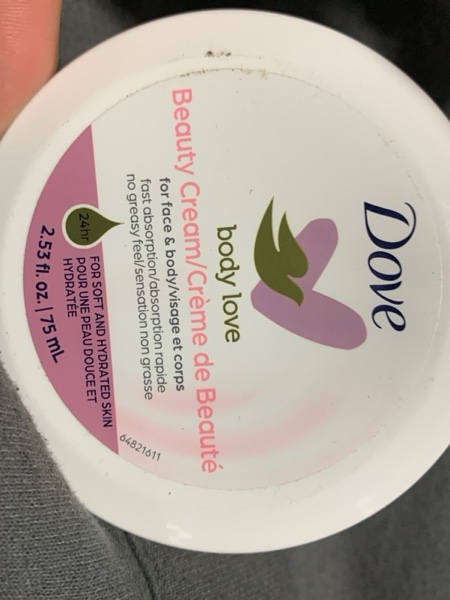 Dove
body love
Beauty Cream/Crème de Beauté
for face & body/visage et corps
fast absorption/absorption rapide
no greasy feel/sensation non grasse
24hr
FOR SOFT AND HYDRATED SKIN
POUR UNE PEAU DOUCE ET
HYDRATÉE
2.53 fl. oz. | 75 mL
64821611